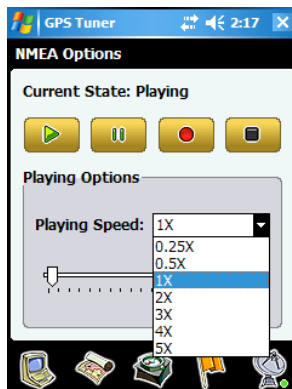 GPS Tuner 2:17
NMEA Options
Current State: Playing
Playing Options
Playing Speed: 1X
0.25X
0.5X
1X
2X
3X
4X
5X